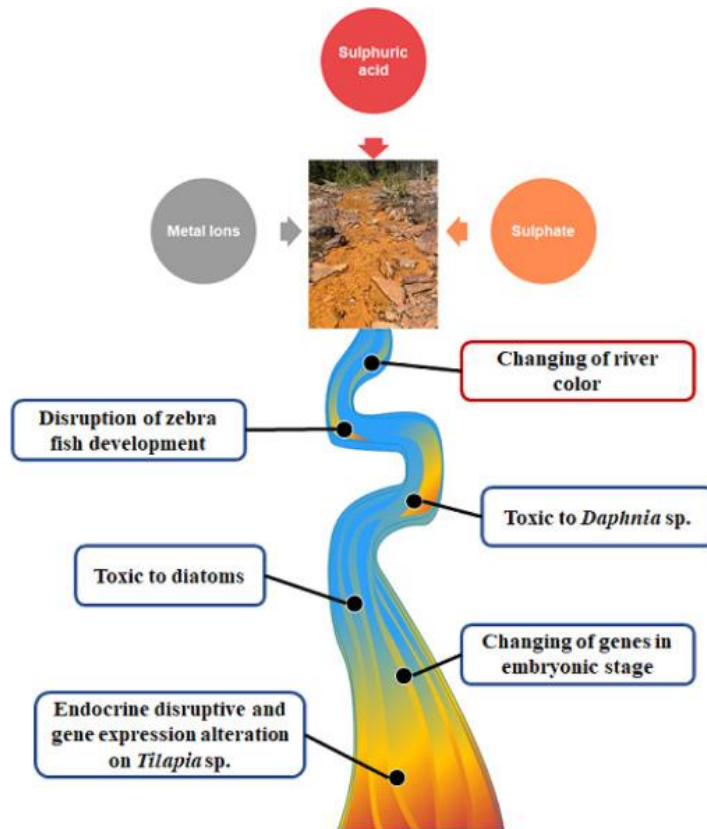 Sulphuric
acid
Metal Ions
Sulphate
Changing of river
color
Disruption of zebra
fish development
Toxic to Daphnia sp.
Toxic to diatoms
Changing of genes in
embryonic stage
Endocrine disruptive and
gene expression alteration
on Tilapia sp.